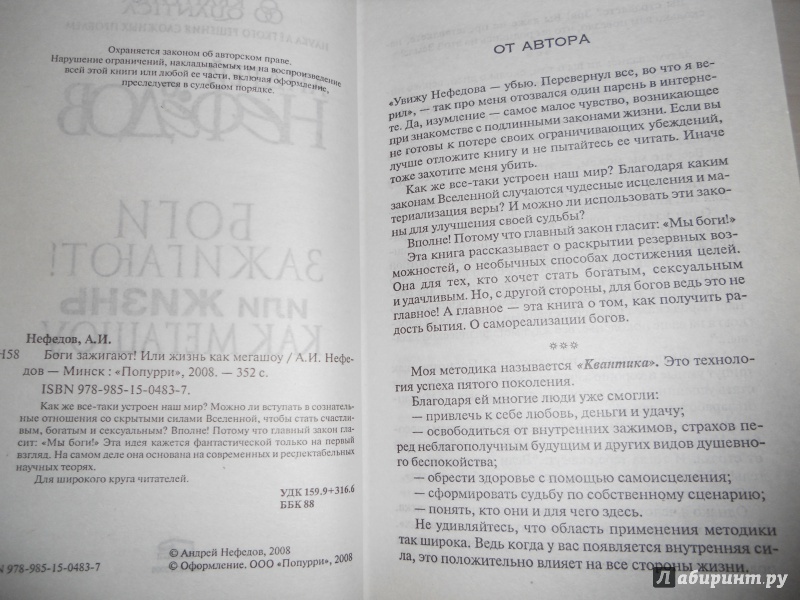 Охраняется законом об авторском праве.
Нарушение ограничений, накладываемых им на воспроизведение
всей этой книги или любой ее части, включая оформление,
преследуется в судебном порядке.
НЕФЕДОВ
БОГИ
ЗАЖИГАЮТ!
ИЛИ ЖИЗНЬ
КАК МЕГАШОУ
Нефедов, А.И.
Н58 Боги зажигают! Или жизнь как мегашоу / А.И. Нефе-
дов — Минск : «Попурри», 2008. — 352 с.
ISBN 978-985-15-0483-7.
Как же все-таки устроен наш мир? Можно ли вступать в сознатель-
ные отношения со скрытыми силами Вселенной, чтобы стать счастли-
вым, богатым и сексуальным? Вполне! Потому что главный закон гла-
сит: «Мы боги!» Эта идея кажется фантастической только на первый
взгляд. На самом деле она основана на современных и респектабельных
научных теориях.
Для широкого круга читателей.
УДК 159.9+316.6
ББК 88
© Андрей Нефедов, 2008
N 978-985-15-0483-7 © Оформление. ООО «Попурри», 2008
ОТ АВТОРА
«Увижу Нефедова — убью. Перевернул все, во что я ве-
рил», — так про меня отозвался один парень в интерне-
те. Да, изумление — самое малое чувство, возникающее
при знакомстве с подлинными законами жизни. Если вы
не готовы к потере своих ограничивающих убеждений,
лучше отложите книгу и не пытайтесь ее читать. Иначе
тоже захотите меня убить.
Как же все-таки устроен наш мир? Благодаря каким
законам Вселенной случаются чудесные исцеления и ма-
териализация веры? И можно ли использовать эти зако-
ны для улучшения своей судьбы?
Вполне! Потому что главный закон гласит: «Мы боги!»
Эта книга рассказывает о раскрытии резервных воз-
можностей, о необычных способах достижения целей.
Она для тех, кто хочет стать богатым, сексуальным
и удачливым. Но, с другой стороны, для богов ведь это не
главное! А главное — эта книга о том, как получить ра-
дость бытия. О самореализации богов.
***
Моя методика называется «Квантика». Это техноло-
гия успеха пятого поколения.
Благодаря ей многие люди уже смогли:
— привлечь к себе любовь, деньги и удачу;
— освободиться от внутренних зажимов, страхов пе-
ред неблагополучным будущим и других видов душевно-
го беспокойства;
— обрести здоровье с помощью самоисцеления;
— сформировать судьбу по собственному сценарию;
— понять, кто они и для чего здесь.
Не удивляйтесь, что область применения методики
так широка. Ведь когда у вас появляется внутренняя си-
ла, это положительно влияет на все стороны жизни.
Лабиринт.ру